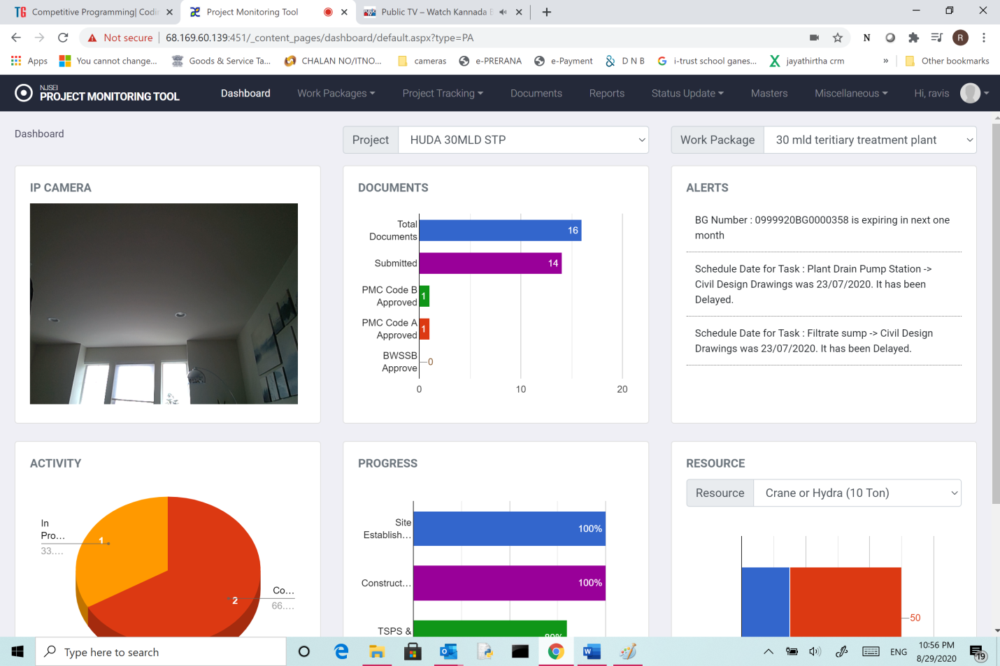 Competitive Programming| Codin
Project Monitoring Tool
Public TV – Watch Kannada
Not secure
68.169.60.139:451/_content_pages/dashboard/default.aspx?type=PA
N
R
Apps
You cannot change...
Goods & Service Ta...
CHALAN NO/ITNO...
cameras
e-PRERANA
e-Payment
D N B
i-trust school ganes...
jayathirtha crm
»
Other bookmarks
NJSEI
PROJECT MONITORING TOOL
Dashboard
Work Packages
Project Tracking
Documents
Reports
Status Update
Masters
Miscellaneous
Hi, ravis
Dashboard
Project
HUDA 30MLD STP
Work Package
30 mld teritiary treatment plant
IP CAMERA
DOCUMENTS
Total
Documents
16
Submitted
14
PMC Code B
Approved
1
PMC Code A
Approved
1
BWSSB
Approve
0
0
10
20
ALERTS
BG Number : 0999920BG0000358 is expiring in next one
month
Schedule Date for Task : Plant Drain Pump Station ->
Civil Design Drawings was 23/07/2020. It has been
Delayed.
Schedule Date for Task : Filtrate sump -> Civil Design
Drawings was 23/07/2020. It has been Delayed.
ACTIVITY
In
Pro...
33....
1
Co...
66....
2
PROGRESS
Site
Establish...
100%
Construct...
100%
TSPS &
RESOURCE
Resource
Crane or Hydra (10 Ton)
50
Type here to search
ENG
10:56 PM
8/29/2020
19